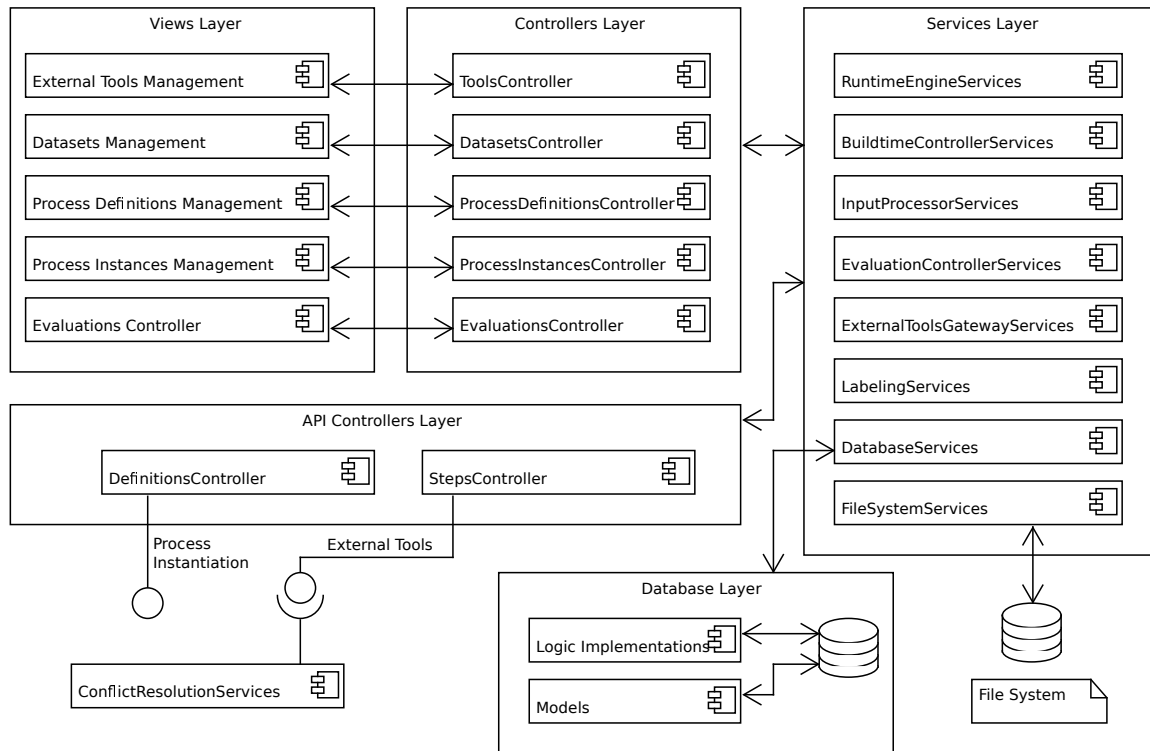 Views Layer
External Tools Management
Datasets Management
Process Definitions Management
Process Instances Management
Evaluations Controller
Controllers Layer
ToolsController
DatasetsController
ProcessDefinitionsController
ProcessInstancesController
EvaluationsController
Services Layer
RuntimeEngineServices
BuildtimeControllerServices
InputProcessorServices
EvaluationControllerServices
ExternalToolsGatewayServices
LabelingServices
DatabaseServices
FileSystemServices
API Controllers Layer
DefinitionsController
StepsController
Process
Instantiation
External Tools
ConflictResolutionServices
Database Layer
Logic Implementations
Models
File System